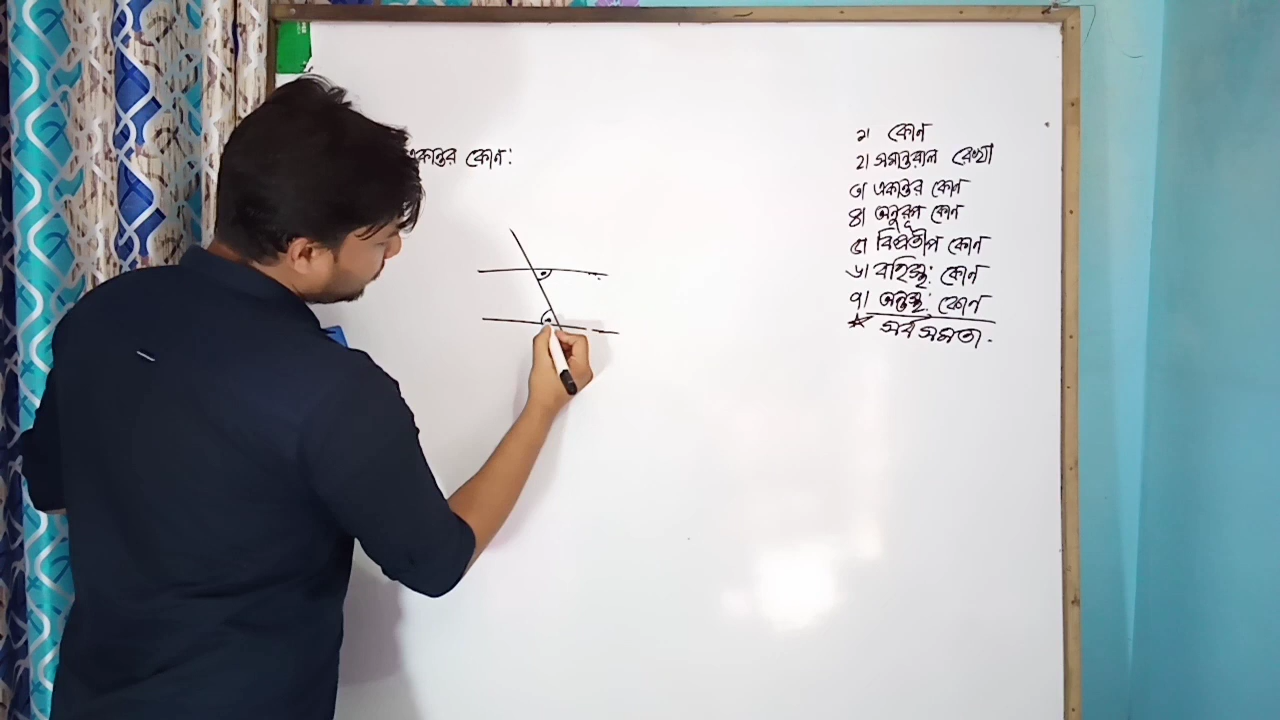 একান্তর কোন:
১। কোন
২। সমান্তরাল রেখা
৩। একান্তর কোন
৪। অনুরূপ কোন
৫। বিপ্রতীপ কোন
৬। বহিঃস্থ: কোন
৭। অন্তস্থ: কোন
* সর্বসমতা.